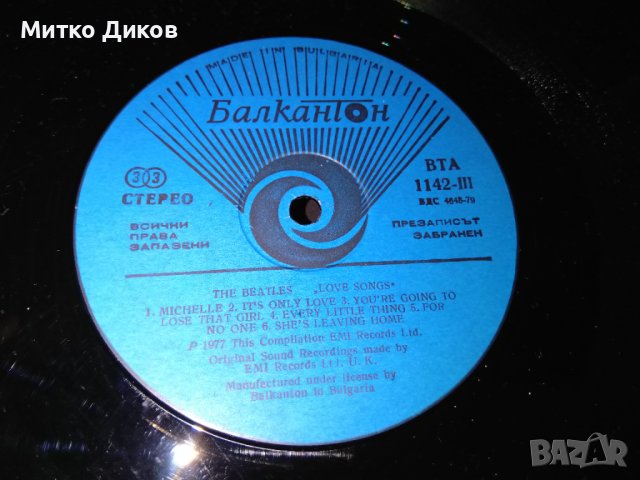 Митко Диков
MADE IN BULGARIA
Балкантон
33
СТЕРЕО
ВСИЧКИ
ПРАВА
ЗАПАЗЕНИ
ВТА
1142-III
БДС 4848-79
ПРЕЗАПИСЪТ
ЗАБРАНЕН
THE BEATLES „LOVE SONGS"
1. MICHELLE 2. IT'S ONLY LOVE 3. YOU'RE GOING TO
LOSE THAT GIRL 4. EVERY LITTLE THING 5. FOR
NO ONE 6. SHE'S LEAVING HOME
P 1977 This Compilation EMI Records Ltd.
Original Sound Recordings made by
EMI Records Ltd. U. K.
Manufactured under license by
Balkanton in Bulgaria
BAZAR